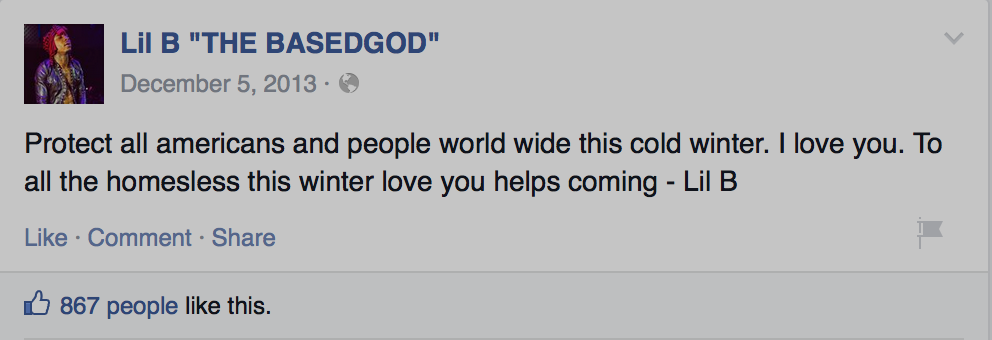 Lil B "THE BASEDGOD"
December 5, 2013 ·
Protect all americans and people world wide this cold winter. I love you. To
all the homesless this winter love you helps coming - Lil B
Like · Comment · Share
867 people like this.